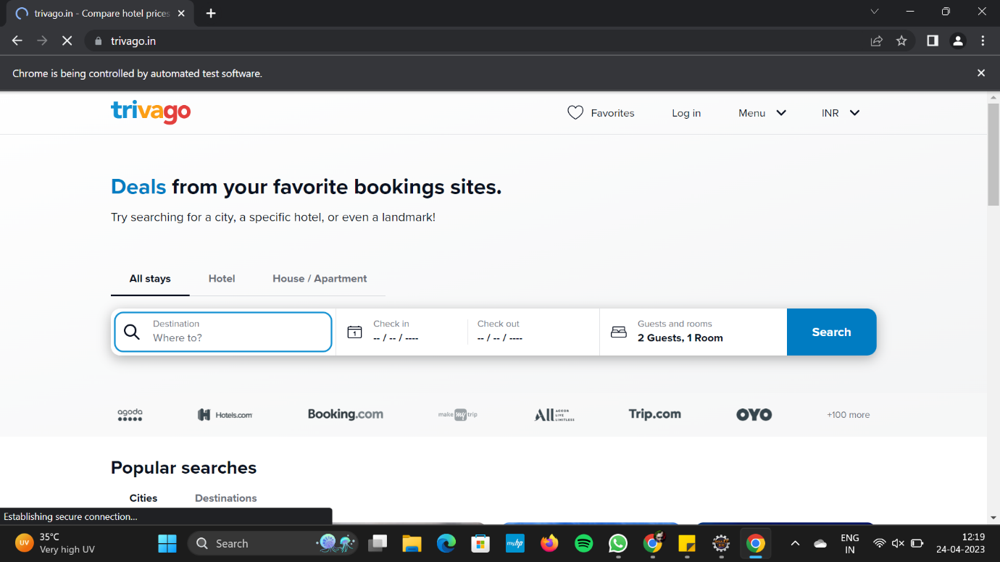 trivago.in - Compare hotel prices
trivago.in
Chrome is being controlled by automated test software.
trivago
Favorites
Log in
Menu
INR
Deals from your favorite bookings sites.
Try searching for a city, a specific hotel, or even a landmark!
All stays
Hotel
House / Apartment
Destination
Where to?
1
Check in
-- / -- / ----
Check out
-- / -- / ----
Guests and rooms
2 Guests, 1 Room
Search
agoda
Hotels.com
Booking.com
make my trip
ALL ACCOR LIVE LIMITLESS
Trip.com
OYO
+100 more
Popular searches
Cities
Destinations
Establishing secure connection...
UV
35°C
Very high UV
Search
myhp
ENG
IN
12:19
24-04-2023